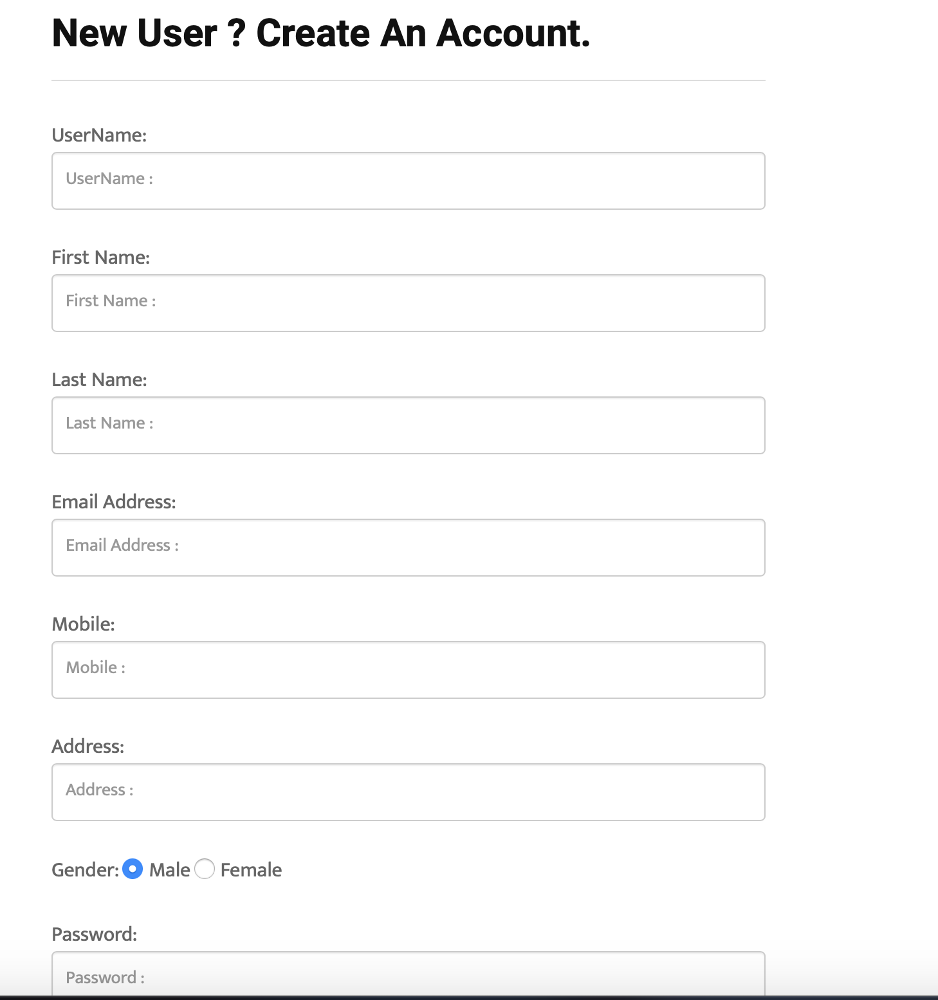 New User ? Create An Account.
UserName:
UserName :
First Name:
First Name :
Last Name:
Last Name :
Email Address:
Email Address :
Mobile:
Mobile :
Address:
Address :
Gender: Male Female
Password:
Password :